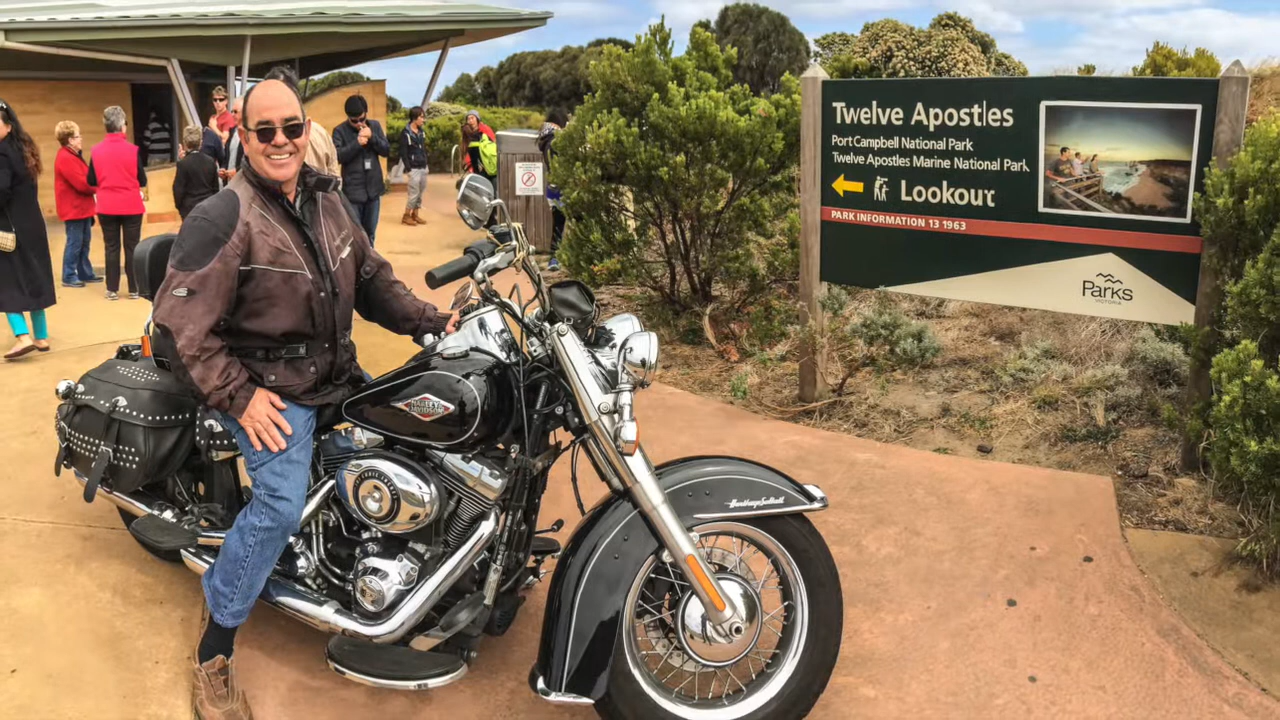 Twelve Apostles
Port Campbell National Park
Twelve Apostles Marine National Park
Lookout
PARK INFORMATION 13 1963
Parks
VICTORIA
HARLEY-DAVIDSON
Heritage Softail